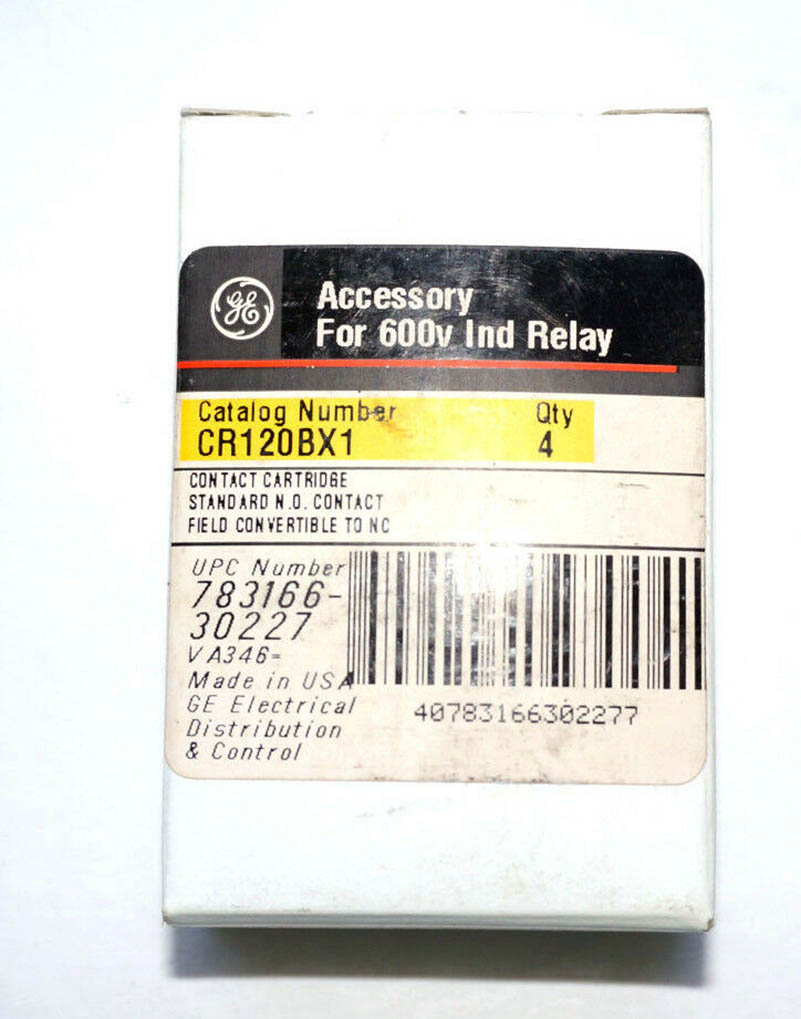 GE
Accessory
For 600v Ind Relay
Catalog Number Qty
CR120BX1 4
CONTACT CARTRIDGE
STANDARD N.O. CONTACT
FIELD CONVERTIBLE TO NC
UPC Number
783166-
30227
VA346-
Made in USA
GE Electrical
Distribution
& Control
40783166302277